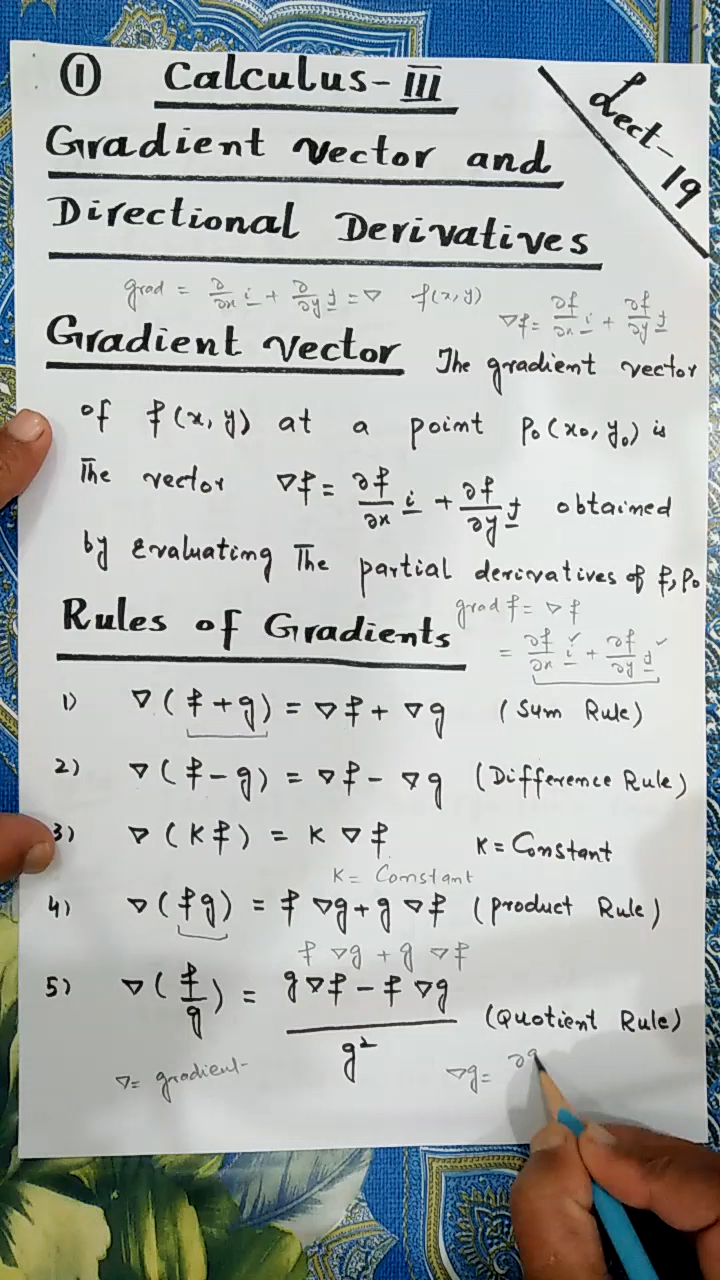 ① Calculus-III
Lect-19
Gradient Vector and
Directional Derivatives
grad = ∂/∂x i + ∂/∂y j = ∇ f(x,y)
∇f = ∂f/∂x i + ∂f/∂y j
Gradient Vector The gradient vector
of f(x, y) at a point P₀(x₀, y₀) is
The vector ∇f = ∂f/∂x i + ∂f/∂y j obtained
by Evaluating The partial derivatives of f, P₀
Rules of Gradients
grad f = ∇f
= ∂f/∂x i + ∂f/∂y j
1) ∇(f+g) = ∇f + ∇g (Sum Rule)
2) ∇(f-g) = ∇f - ∇g (Difference Rule)
3) ∇(Kf) = K ∇f K = Constant
K = Constant
4) ∇(fg) = f ∇g + g ∇f (product Rule)
f ∇g + g ∇f
5) ∇(f/g) = g∇f - f∇g / g² (Quotient Rule)
∇ = gradient
∇g = ∂g